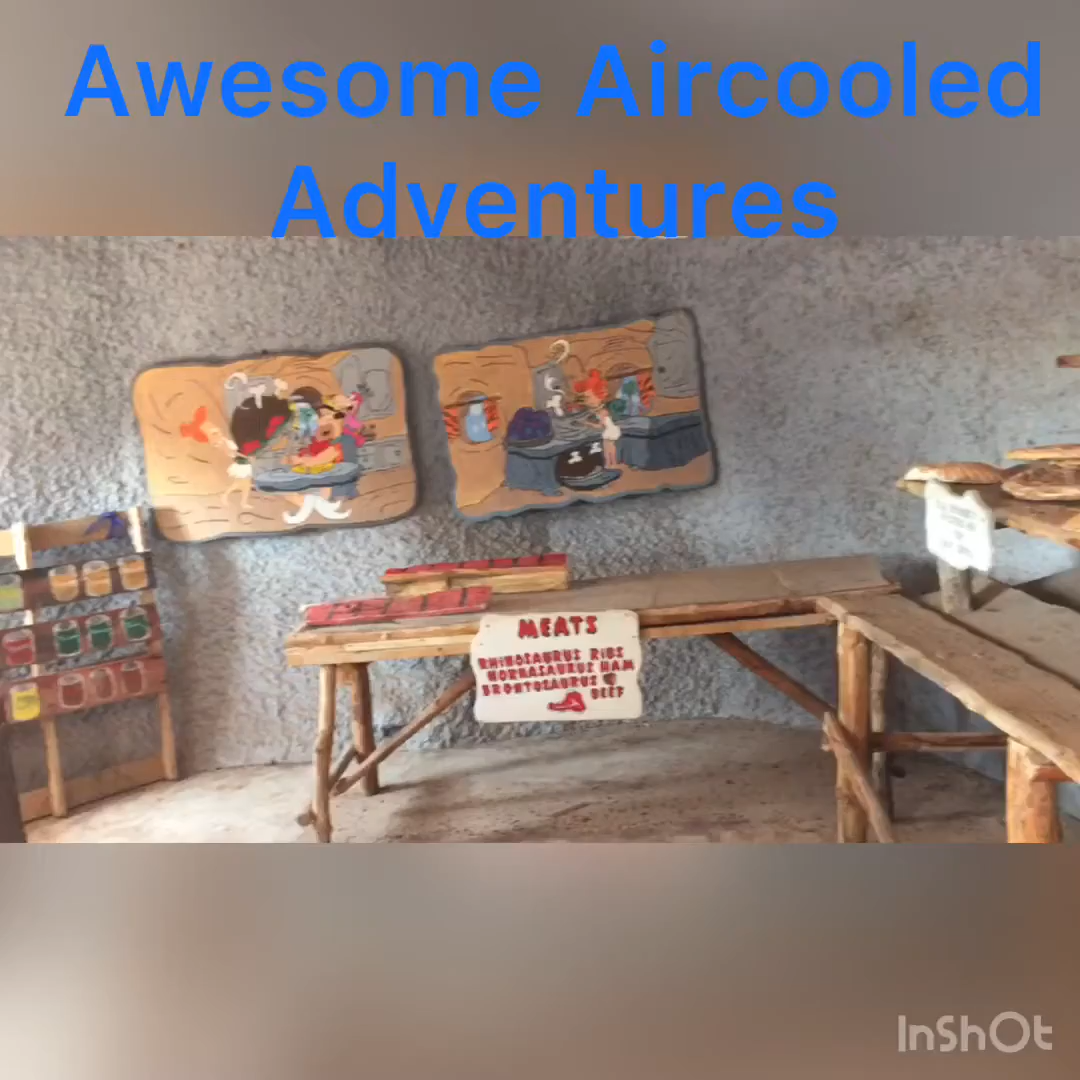 Awesome Aircooled
Adventures
MEATS
RHINOSAURUS RIBS
HORNASAURUS HAM
BRONTOSAURUS
BEEF
InShOt